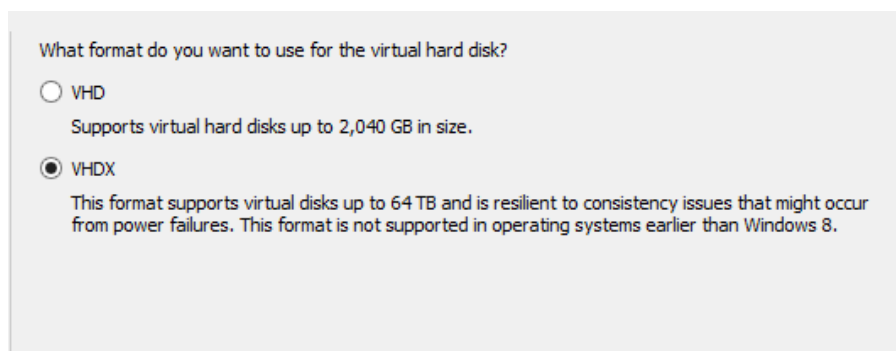 What format do you want to use for the virtual hard disk?
VHD
Supports virtual hard disks up to 2,040 GB in size.
VHDX
This format supports virtual disks up to 64 TB and is resilient to consistency issues that might occur
from power failures. This format is not supported in operating systems earlier than Windows 8.